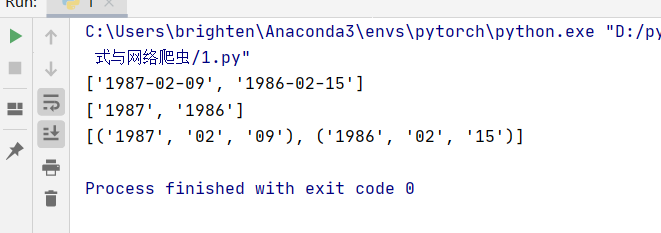 Run:
1
C:\Users\brighten\Anaconda3\envs\pytorch\python.exe "D:/py
式与网络爬虫/1.py"
['1987-02-09', '1986-02-15']
['1987', '1986']
[('1987', '02', '09'), ('1986', '02', '15')]
Process finished with exit code 0